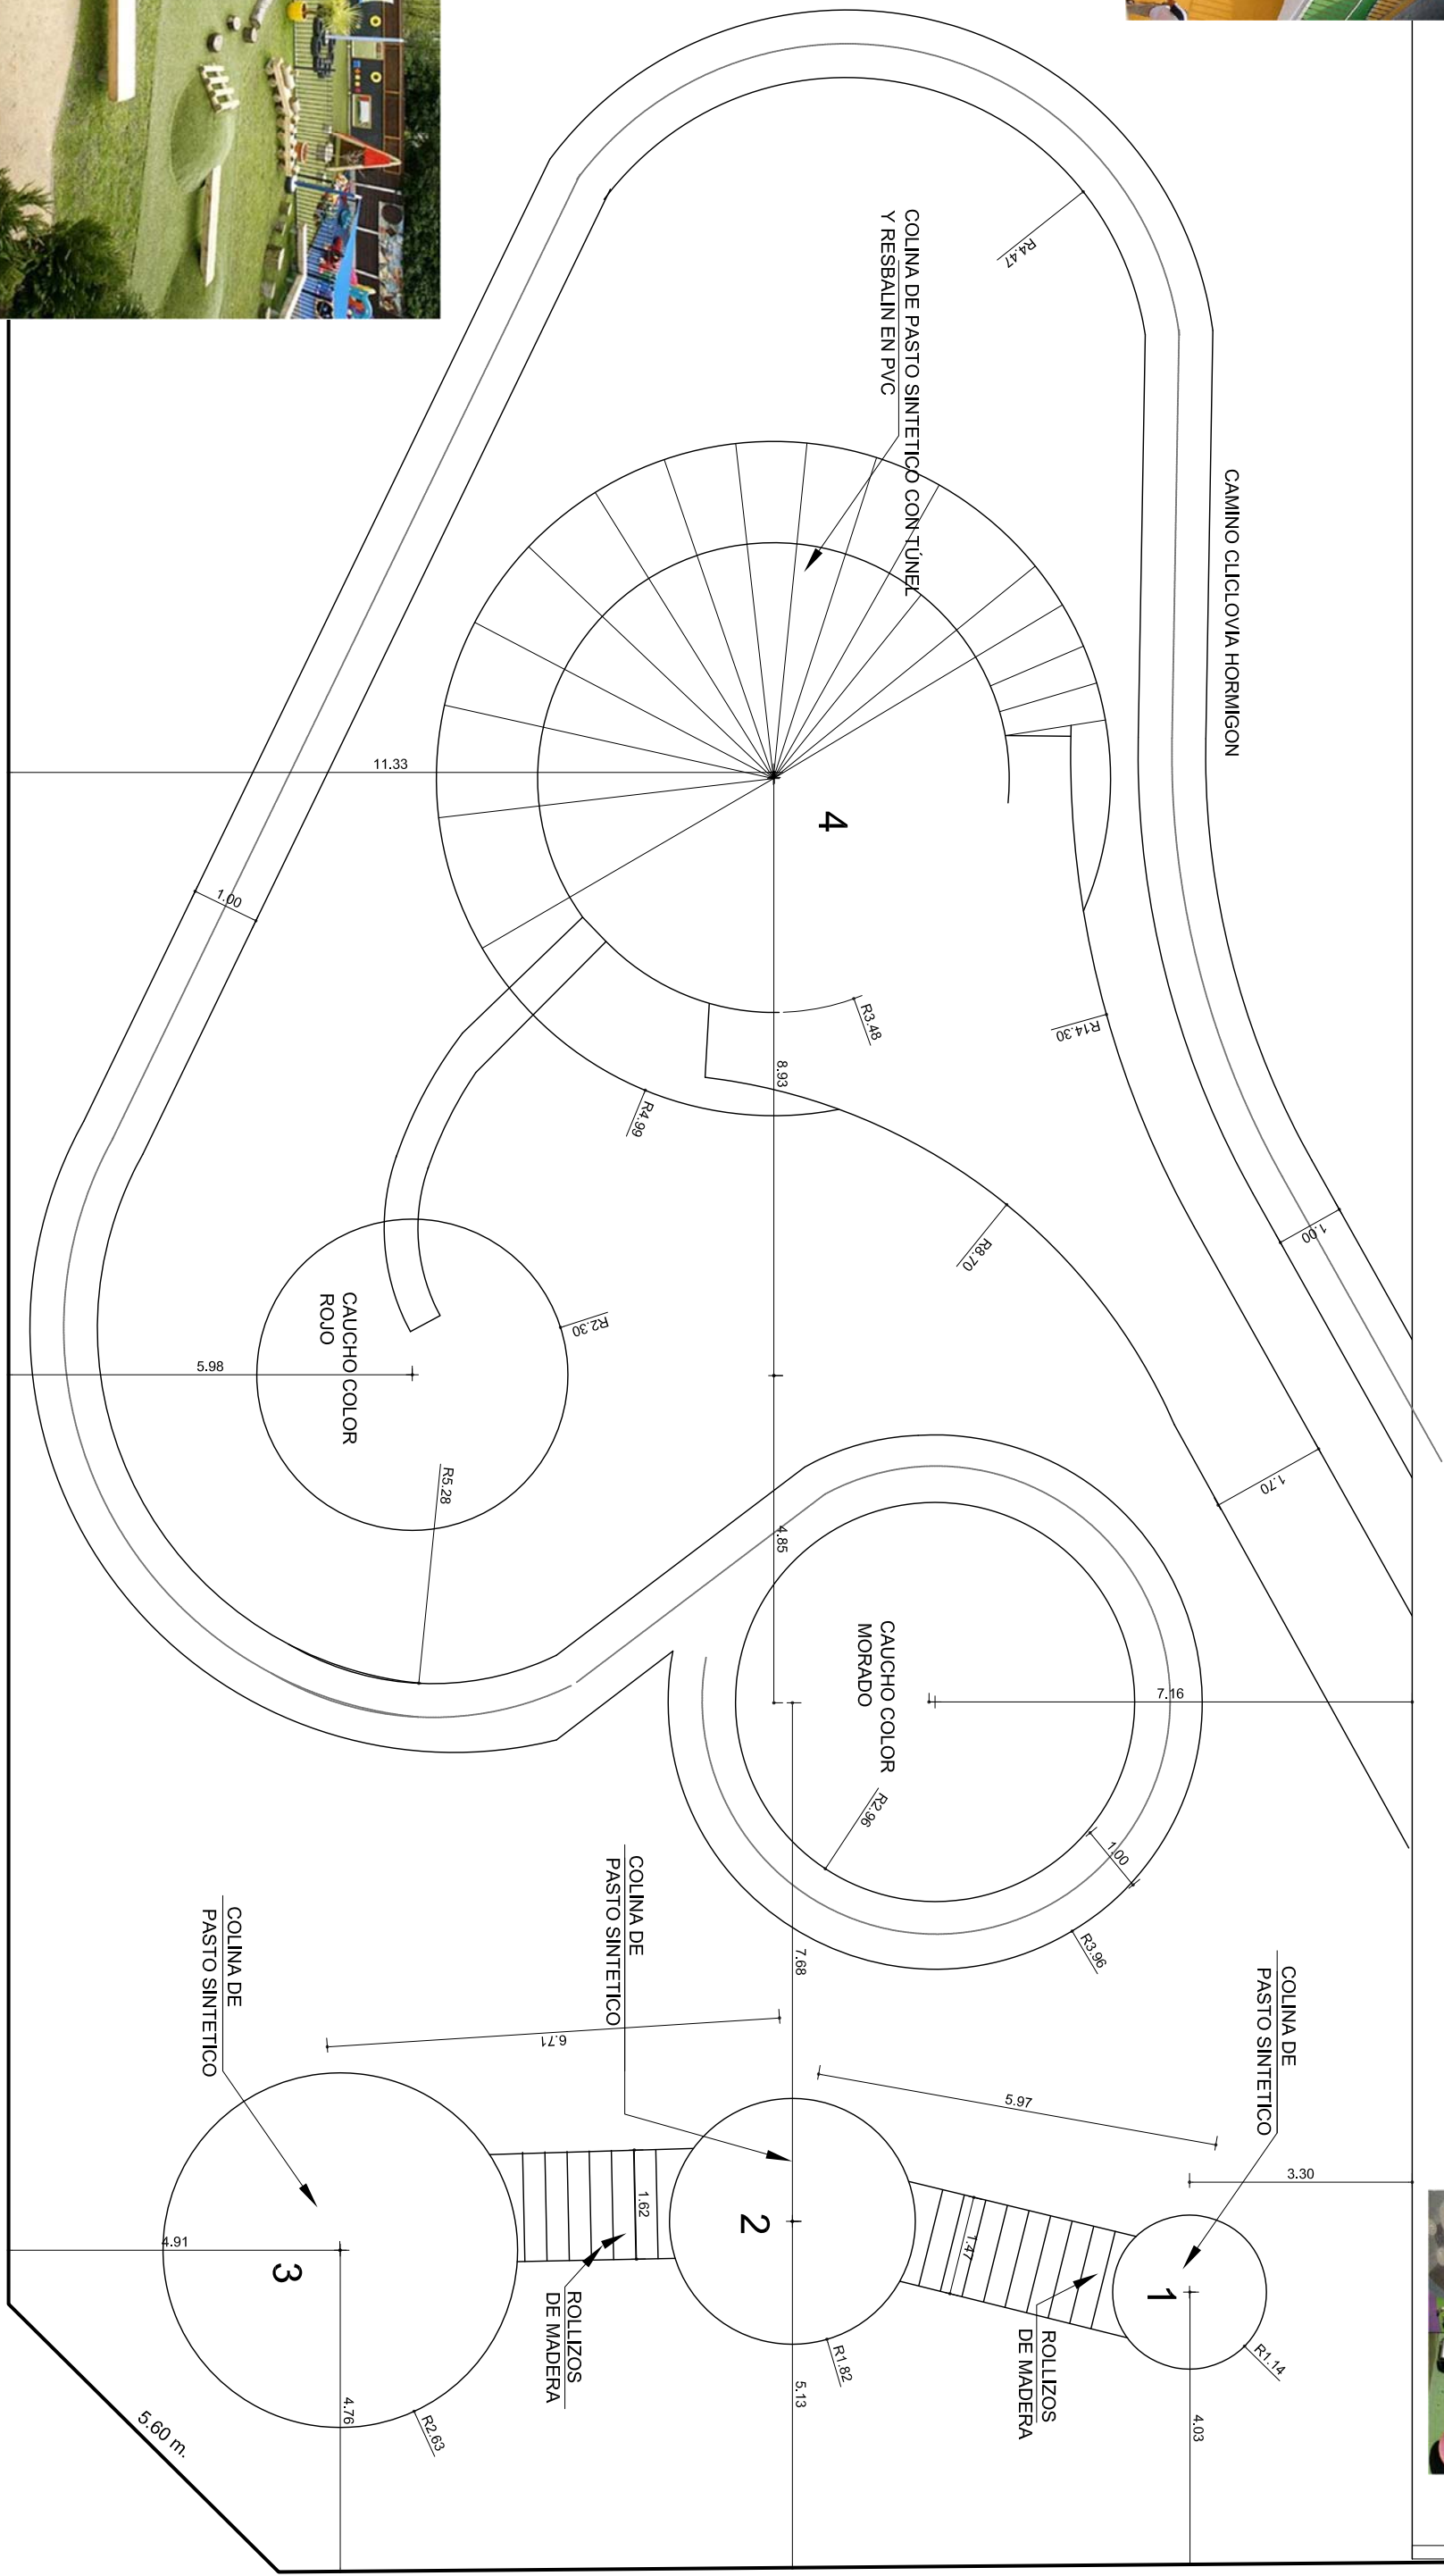 R4.47
COLINA DE PASTO SINTETICO CON TÚNEL
Y RESBALIN EN PVC
CAMINO CLICLOVIA HORMIGON
11.33
4
1.00
R3.48
R14.30
8.93
R4.99
R8.70
1.00
CAUCHO COLOR
ROJO
R2.30
5.98
R5.28
1.70
4.85
CAUCHO COLOR
MORADO
7.16
R2.96
1.00
R3.96
7.68
COLINA DE
PASTO SINTETICO
COLINA DE
PASTO SINTETICO
COLINA DE
PASTO SINTETICO
6.71
5.97
3.30
1.62
1.47
4.91
3
2
1
ROLLIZOS
DE MADERA
ROLLIZOS
DE MADERA
R1.82
R1.14
5.13
4.03
4.76
R2.63
5.60 m.